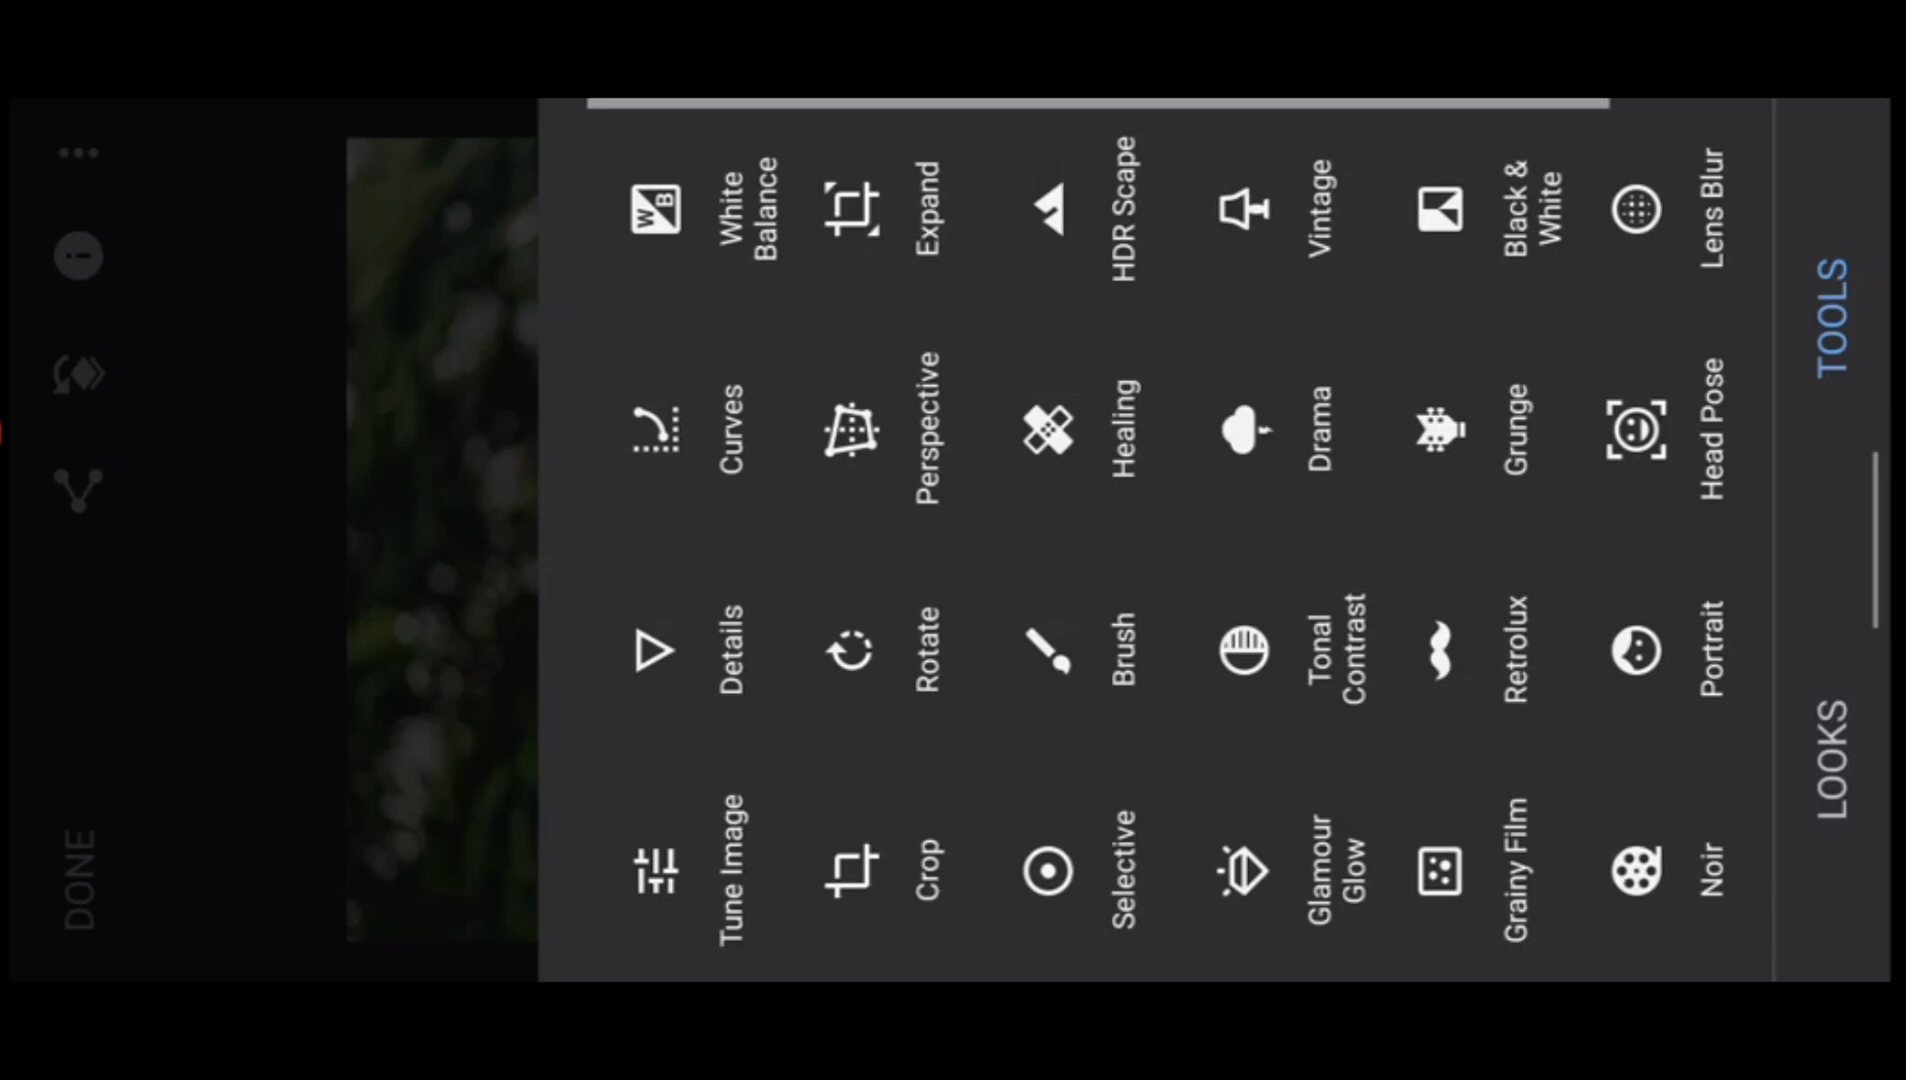 DONE
Tune Image
Details
Curves
WB
White
Balance
Crop
Rotate
Perspective
Expand
Selective
Brush
Healing
HDR Scape
Glamour
Glow
Tonal
Contrast
Drama
Vintage
Grainy Film
Retrolux
Grunge
Black &
White
Noir
Portrait
Head Pose
Lens Blur
LOOKS
TOOLS